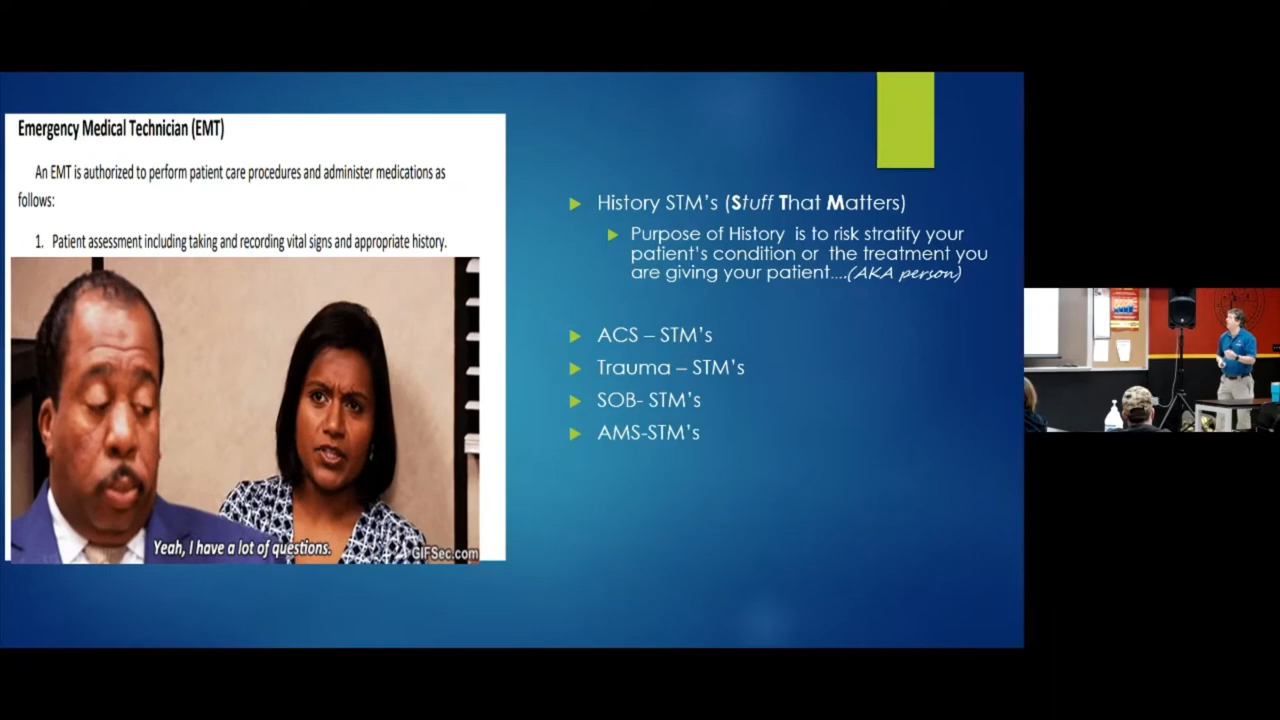 Emergency Medical Technician (EMT)
An EMT is authorized to perform patient care procedures and administer medications as
follows:
1. Patient assessment including taking and recording vital signs and appropriate history.
Yeah, I have a lot of questions.
GIFSec.com
History STM's (Stuff That Matters)
Purpose of History is to risk stratify your
patient's condition or the treatment you
are giving your patient....(AKA person)
ACS – STM's
Trauma – STM's
SOB- STM's
AMS-STM's